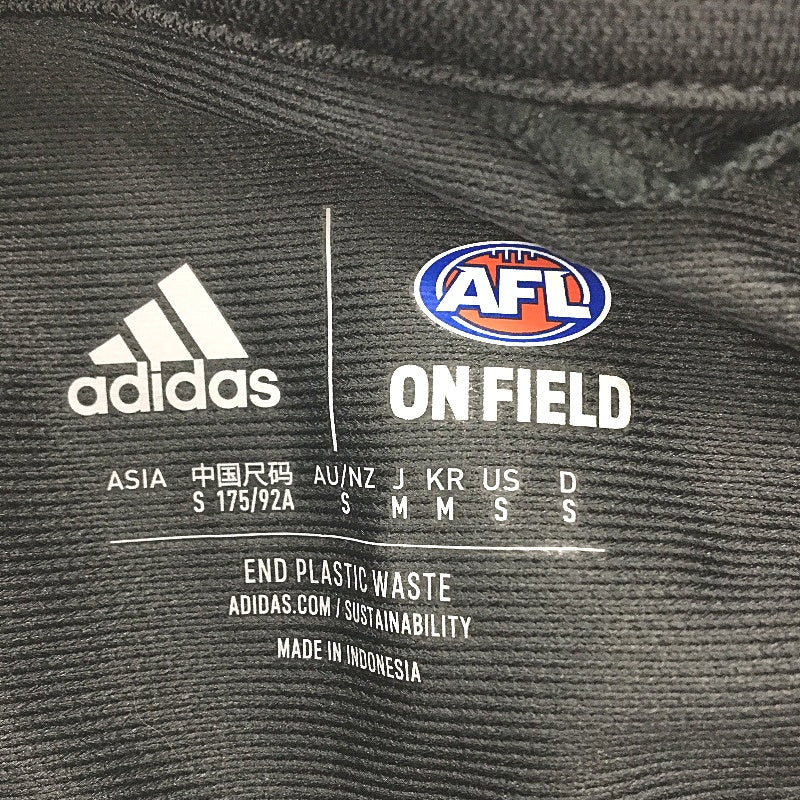 adidas
AFL
ON FIELD
ASIA 中国尺码 AU/NZ J KR US D
S 175/92A S M M S S
END PLASTIC WASTE
ADIDAS.COM / SUSTAINABILITY
MADE IN INDONESIA